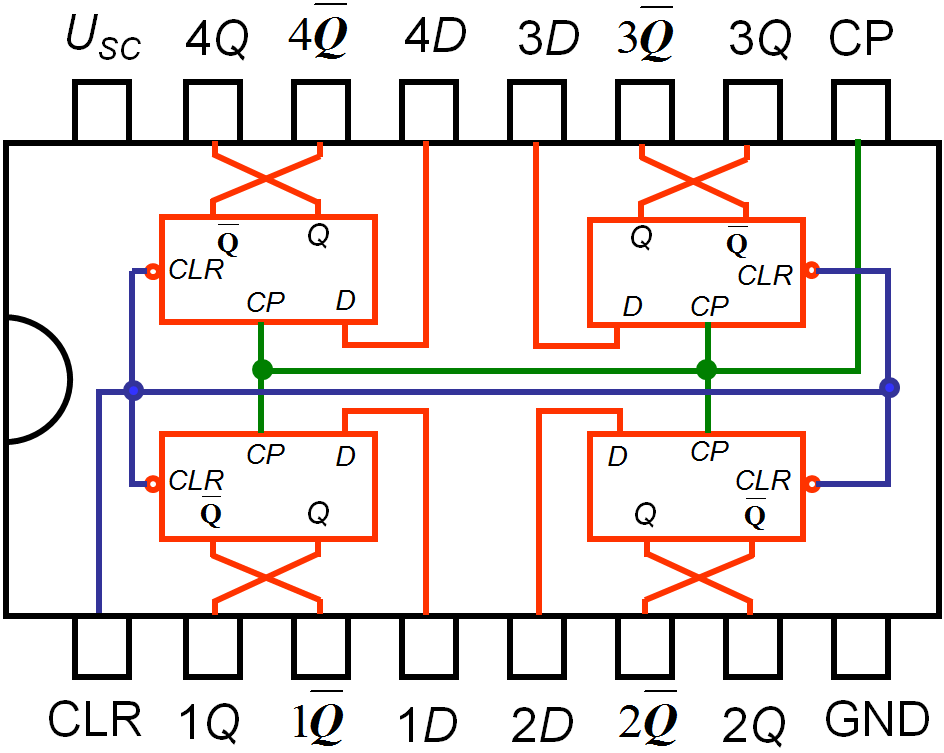 U_SC 4Q 4Q̅ 4D 3D 3Q̅ 3Q CP
Q̅ Q Q Q̅
CLR CLR
CP D D CP
CP D D CP
CLR CLR
Q̅ Q Q Q̅
CLR 1Q 1Q̅ 1D 2D 2Q̅ 2Q GND